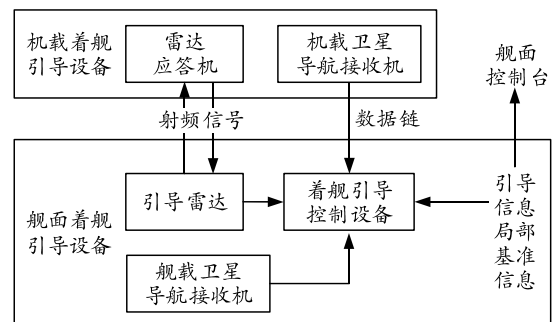 机载着舰
引导设备
雷达
应答机
机载卫星
导航接收机
舰面
控制台
射频信号
数据链
舰面着舰
引导设备
引导雷达
着舰引导
控制设备
引导
信息
局部
基准
信息
舰载卫星
导航接收机